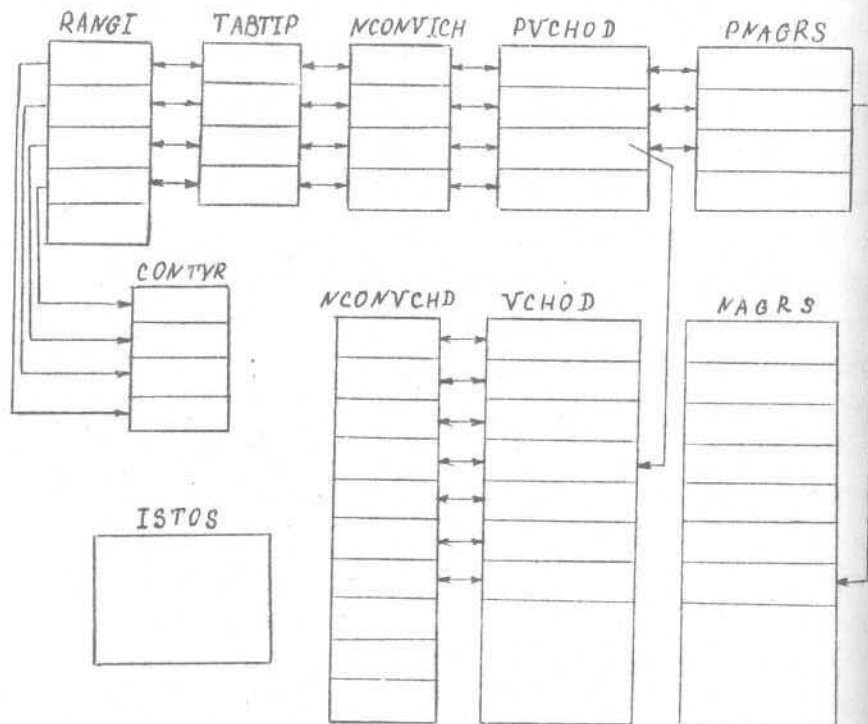 RANGI TABTIP NCONVICH PVCHOD PNAGRS
CONTYR
NCONVCHD VCHOD NAGRS
ISTOS